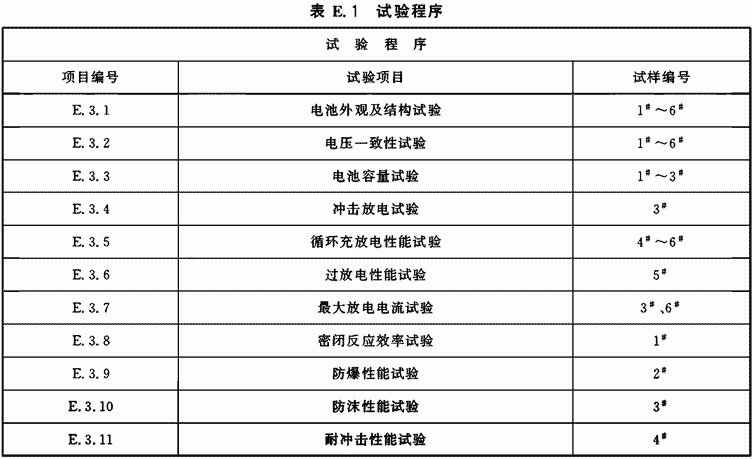 表 E.1 试验程序
试 验 程 序
项目编号 试验项目 试样编号
E.3.1 电池外观及结构试验 1#～6#
E.3.2 电压一致性试验 1#～6#
E.3.3 电池容量试验 1#～3#
E.3.4 冲击放电试验 3#
E.3.5 循环充放电性能试验 4#～6#
E.3.6 过放电性能试验 5#
E.3.7 最大放电电流试验 3#、6#
E.3.8 密闭反应效率试验 1#
E.3.9 防爆性能试验 2#
E.3.10 防沫性能试验 3#
E.3.11 耐冲击性能试验 4#